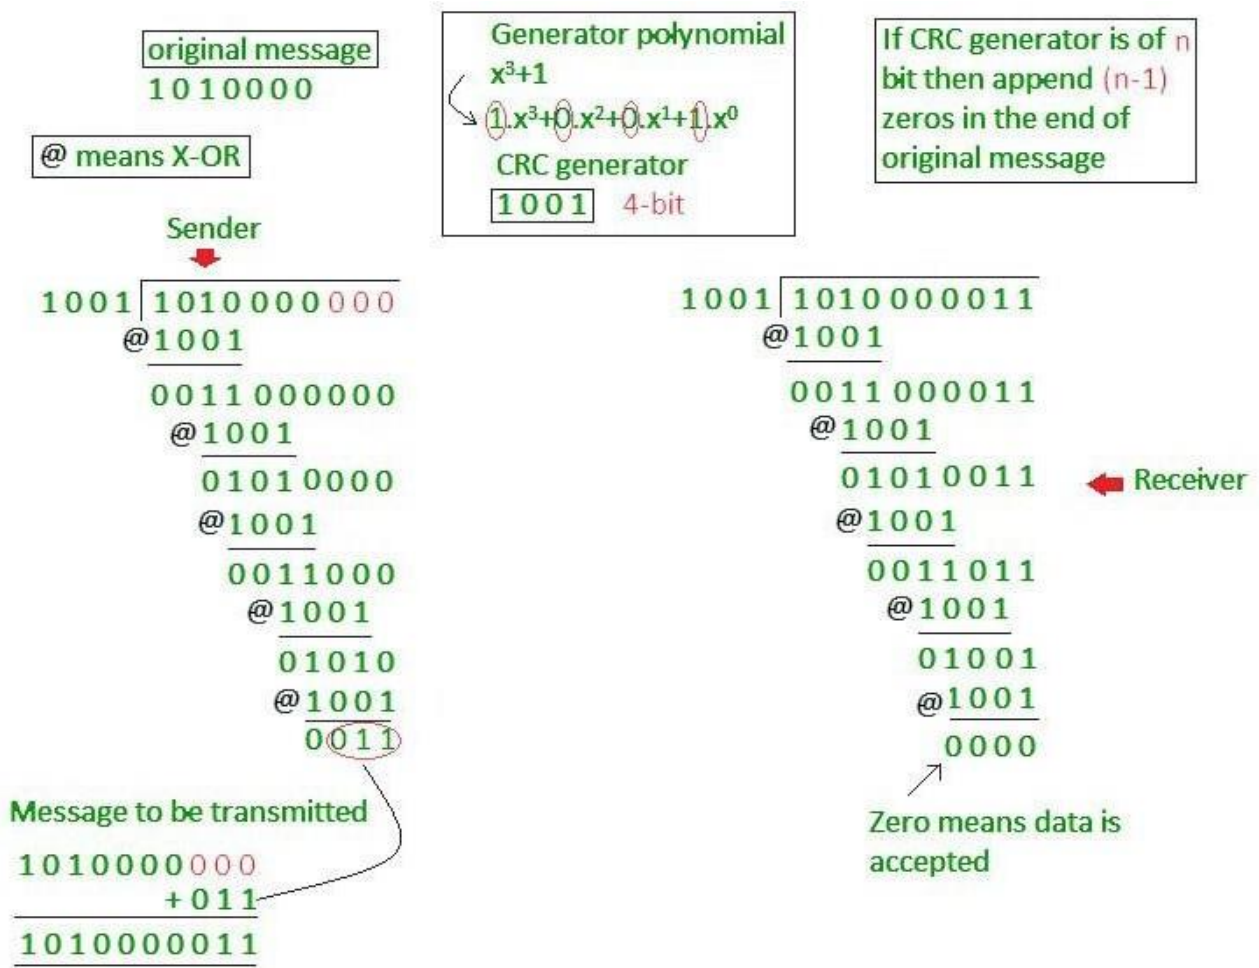 original message
1010000
@ means X-OR
Generator polynomial
x³+1
1.x³+0.x²+0.x¹+1.x⁰
CRC generator
1001 4-bit
If CRC generator is of n
bit then append (n-1)
zeros in the end of
original message
Sender
1001 1010000000
@1001
0011000000
@1001
01010000
@1001
0011000
@1001
01010
@1001
0011
Message to be transmitted
1010000000
+011
1010000011
1001 1010000011
@1001
0011000011
@1001
01010011
Receiver
@1001
0011011
@1001
01001
@1001
0000
Zero means data is
accepted